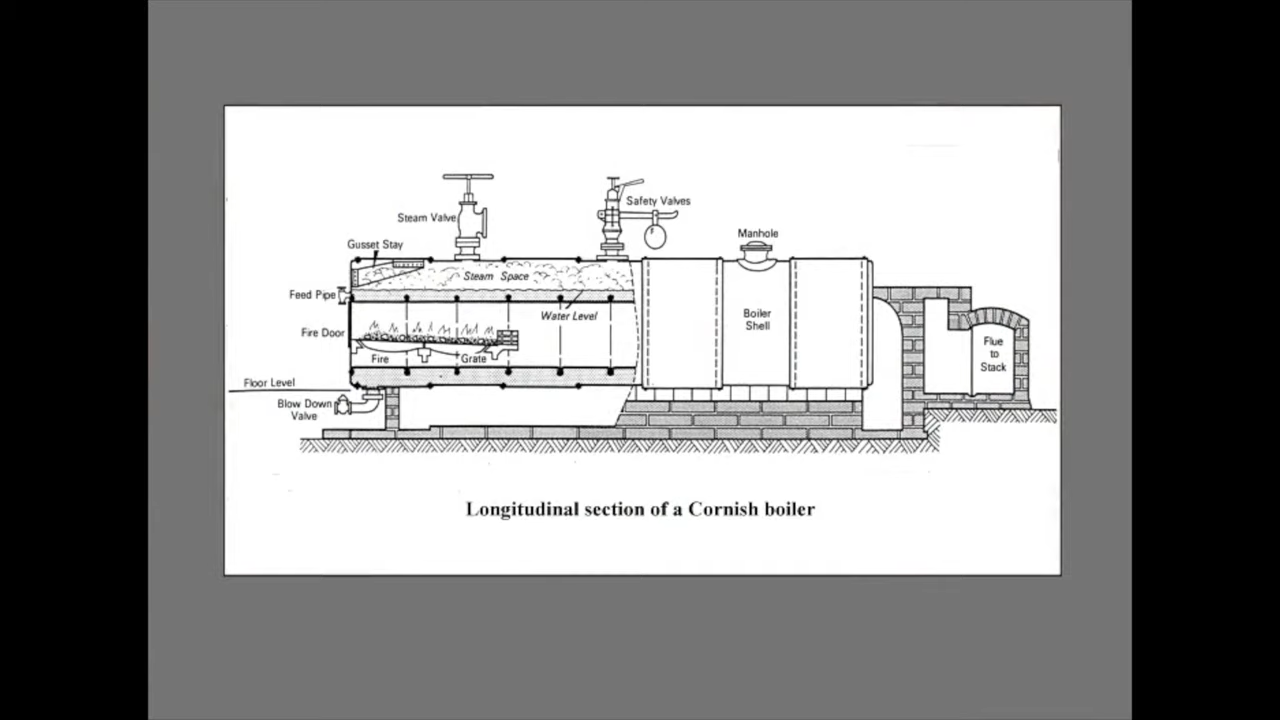 Safety Valves
Steam Valve
Manhole
Gusset Stay
Steam Space
Feed Pipe
Water Level
Boiler
Shell
Fire Door
Flue
to
Stack
Fire
Grate
Floor Level
Blow Down
Valve
Longitudinal section of a Cornish boiler